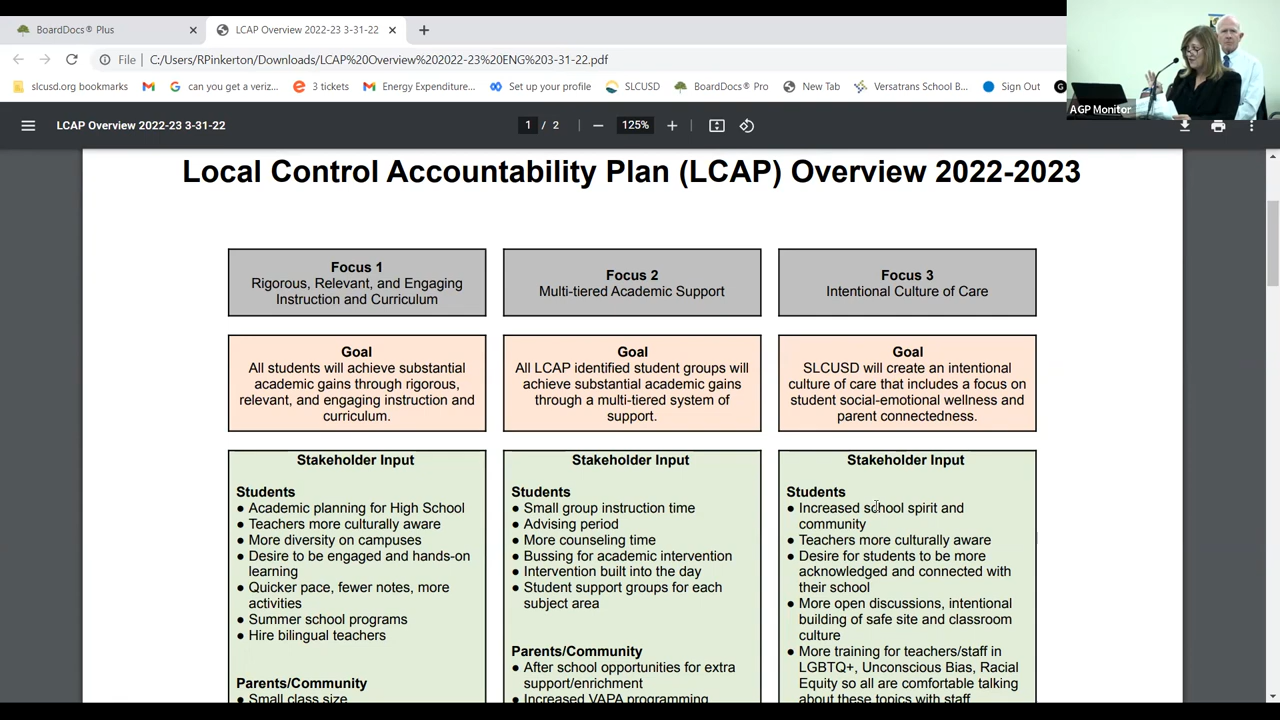 BoardDocs® Plus
LCAP Overview 2022-23 3-31-22
File
C:/Users/RPinkerton/Downloads/LCAP%20Overview%202022-23%20ENG%203-31-22.pdf
slcusd.org bookmarks
can you get a veriz...
3 tickets
Energy Expenditure...
Set up your profile
SLCUSD
BoardDocs® Pro
New Tab
Versatrans School B...
Sign Out
AGP Monitor
LCAP Overview 2022-23 3-31-22
1 / 2
125%
Local Control Accountability Plan (LCAP) Overview 2022-2023
Focus 1
Rigorous, Relevant, and Engaging
Instruction and Curriculum
Goal
All students will achieve substantial
academic gains through rigorous,
relevant, and engaging instruction and
curriculum.
Stakeholder Input
Students
● Academic planning for High School
● Teachers more culturally aware
● More diversity on campuses
● Desire to be engaged and hands-on
learning
● Quicker pace, fewer notes, more
activities
● Summer school programs
● Hire bilingual teachers
Parents/Community
● Small class size
Focus 2
Multi-tiered Academic Support
Goal
All LCAP identified student groups will
achieve substantial academic gains
through a multi-tiered system of
support.
Stakeholder Input
Students
● Small group instruction time
● Advising period
● More counseling time
● Bussing for academic intervention
● Intervention built into the day
● Student support groups for each
subject area
Parents/Community
● After school opportunities for extra
support/enrichment
● Increased VAPA programming
Focus 3
Intentional Culture of Care
Goal
SLCUSD will create an intentional
culture of care that includes a focus on
student social-emotional wellness and
parent connectedness.
Stakeholder Input
Students
● Increased school spirit and
community
● Teachers more culturally aware
● Desire for students to be more
acknowledged and connected with
their school
● More open discussions, intentional
building of safe site and classroom
culture
● More training for teachers/staff in
LGBTQ+, Unconscious Bias, Racial
Equity so all are comfortable talking
about these topics with staff